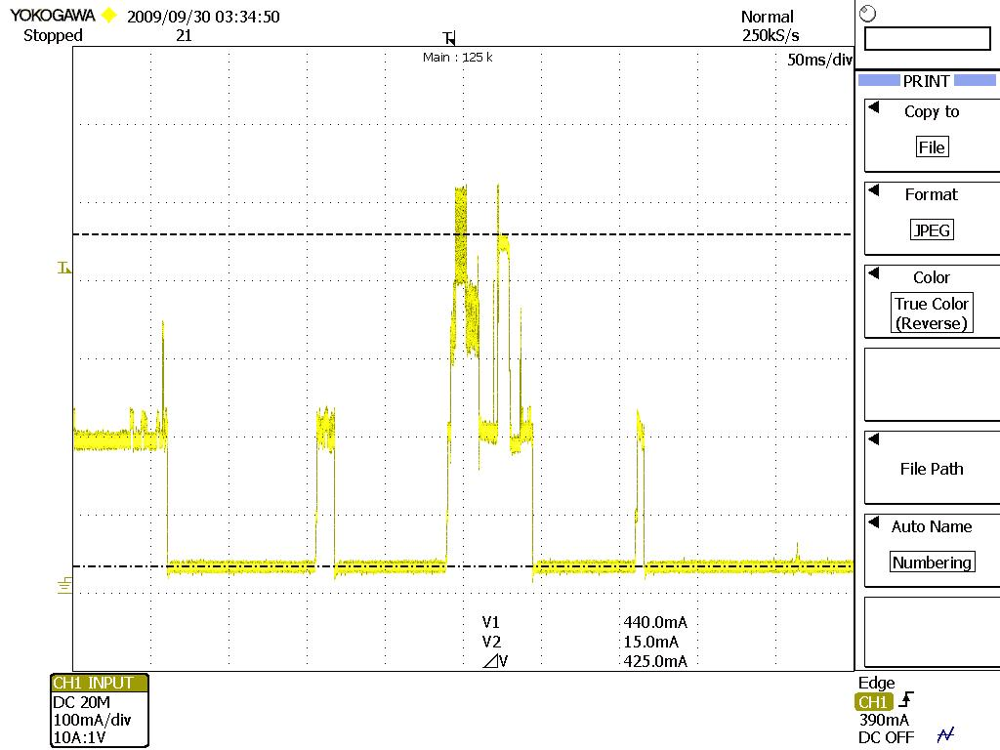 YOKOGAWA 2009/09/30 03:34:50 Normal
Stopped 21 T 250kS/s
Main : 125 k 50ms/div
T
PRINT
Copy to
File
Format
JPEG
Color
True Color
(Reverse)
File Path
Auto Name
Numbering
V1 440.0mA
V2 15.0mA
⊿V 425.0mA
CH1 INPUT
DC 20M
100mA/div
10A:1V
Edge
CH1
390mA
DC OFF